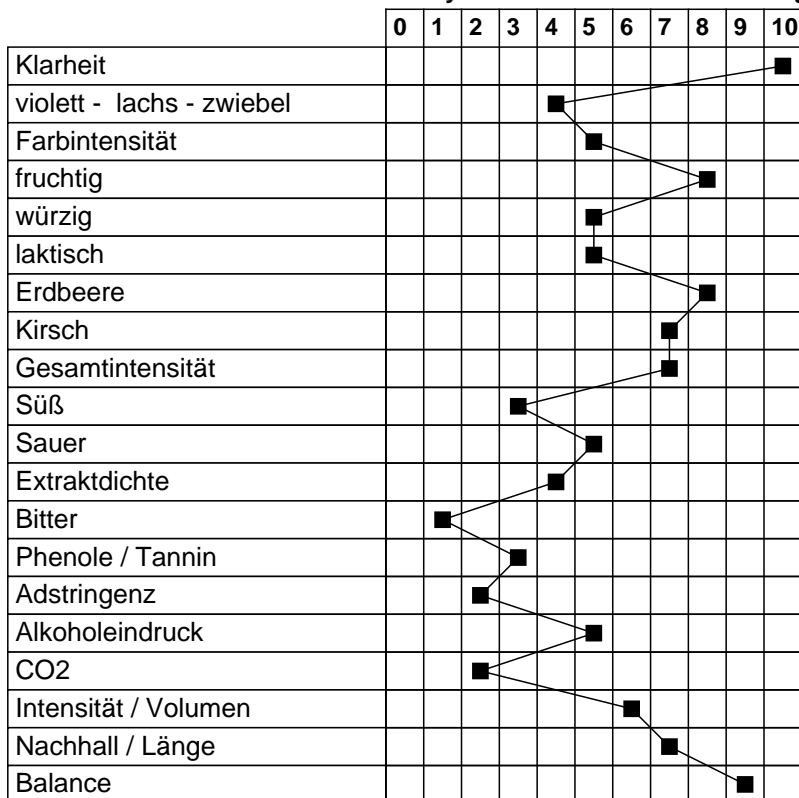 0 1 2 3 4 5 6 7 8 9 10
Klarheit
violett - lachs - zwiebel
Farbintensität
fruchtig
würzig
laktisch
Erdbeere
Kirsch
Gesamtintensität
Süß
Sauer
Extraktdichte
Bitter
Phenole / Tannin
Adstringenz
Alkoholeindruck
CO2
Intensität / Volumen
Nachhall / Länge
Balance